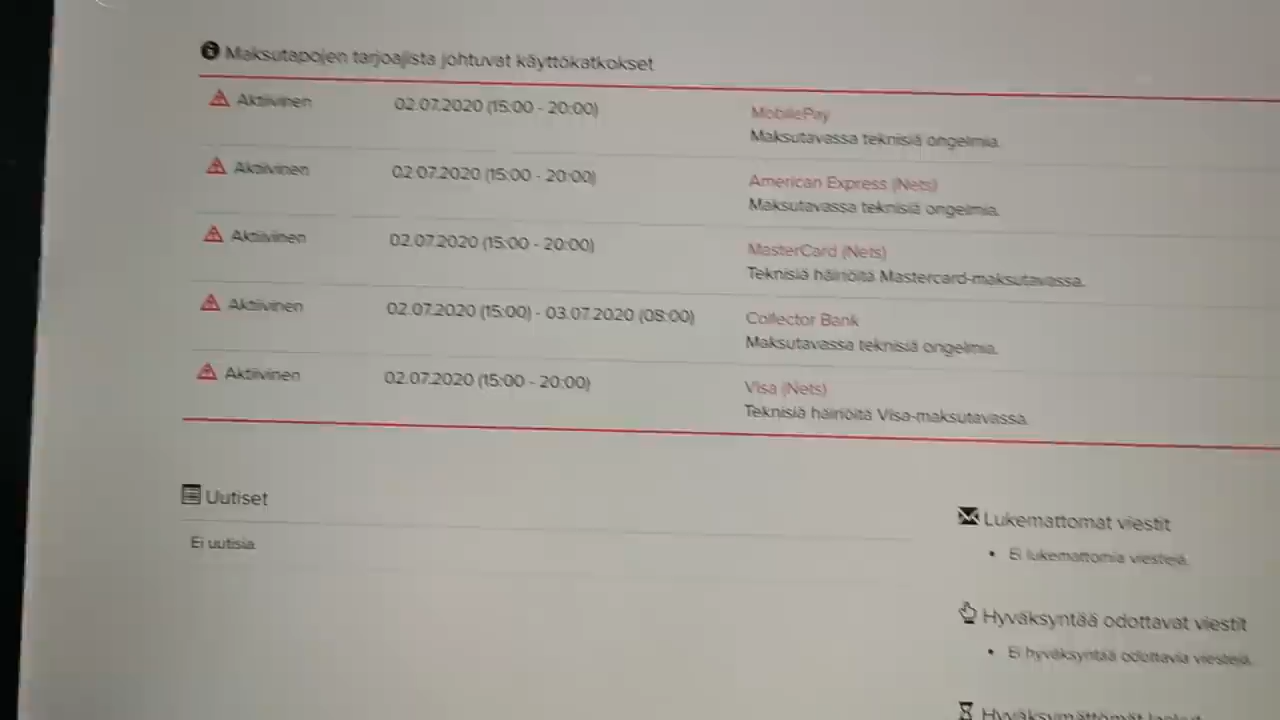 Maksutapojen tarjoajista johtuvat käyttökatkokset
Aktiivinen 02.07.2020 (15:00 - 20:00) MobilePay
Maksutavassa teknisiä ongelmia.
Aktiivinen 02.07.2020 (15:00 - 20:00) American Express (Nets)
Maksutavassa teknisiä ongelmia.
Aktiivinen 02.07.2020 (15:00 - 20:00) MasterCard (Nets)
Teknisiä häiriöitä Mastercard-maksutavassa.
Aktiivinen 02.07.2020 (15:00) - 03.07.2020 (08:00) Collector Bank
Maksutavassa teknisiä ongelmia.
Aktiivinen 02.07.2020 (15:00 - 20:00) Visa (Nets)
Teknisiä häiriöitä Visa-maksutavassa.
Uutiset
Ei uutisia.
Lukemattomat viestit
• Ei lukemattomia viestejä.
Hyväksyntää odottavat viestit
• Ei hyväksyntää odottavia viestejä.
Hyväksymättömät